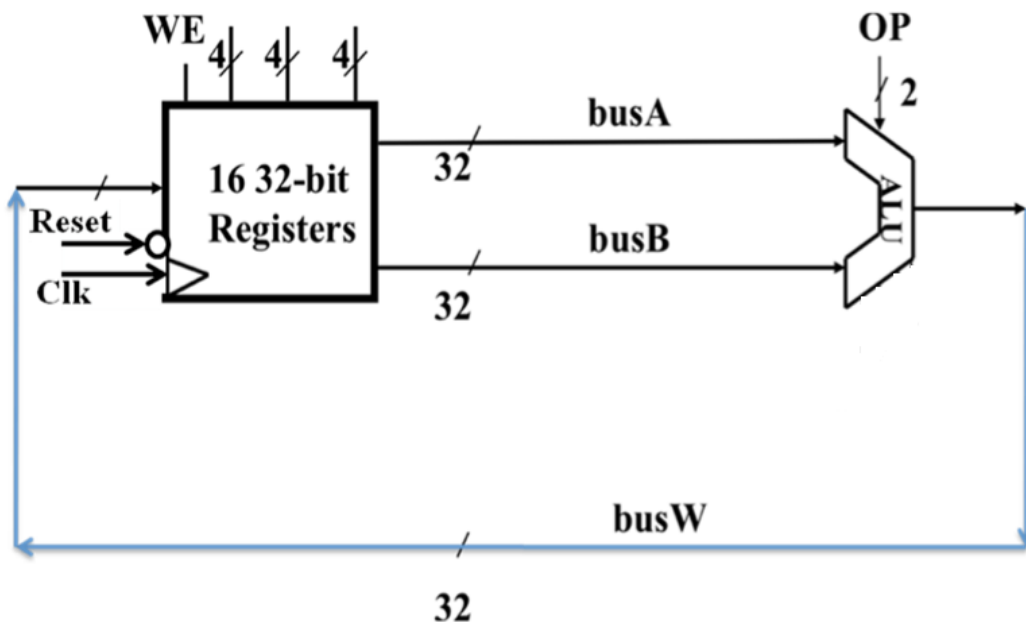 WE
4
4
4
OP
2
busA
32
16 32-bit
Registers
Reset
Clk
busB
32
ALU
busW
32